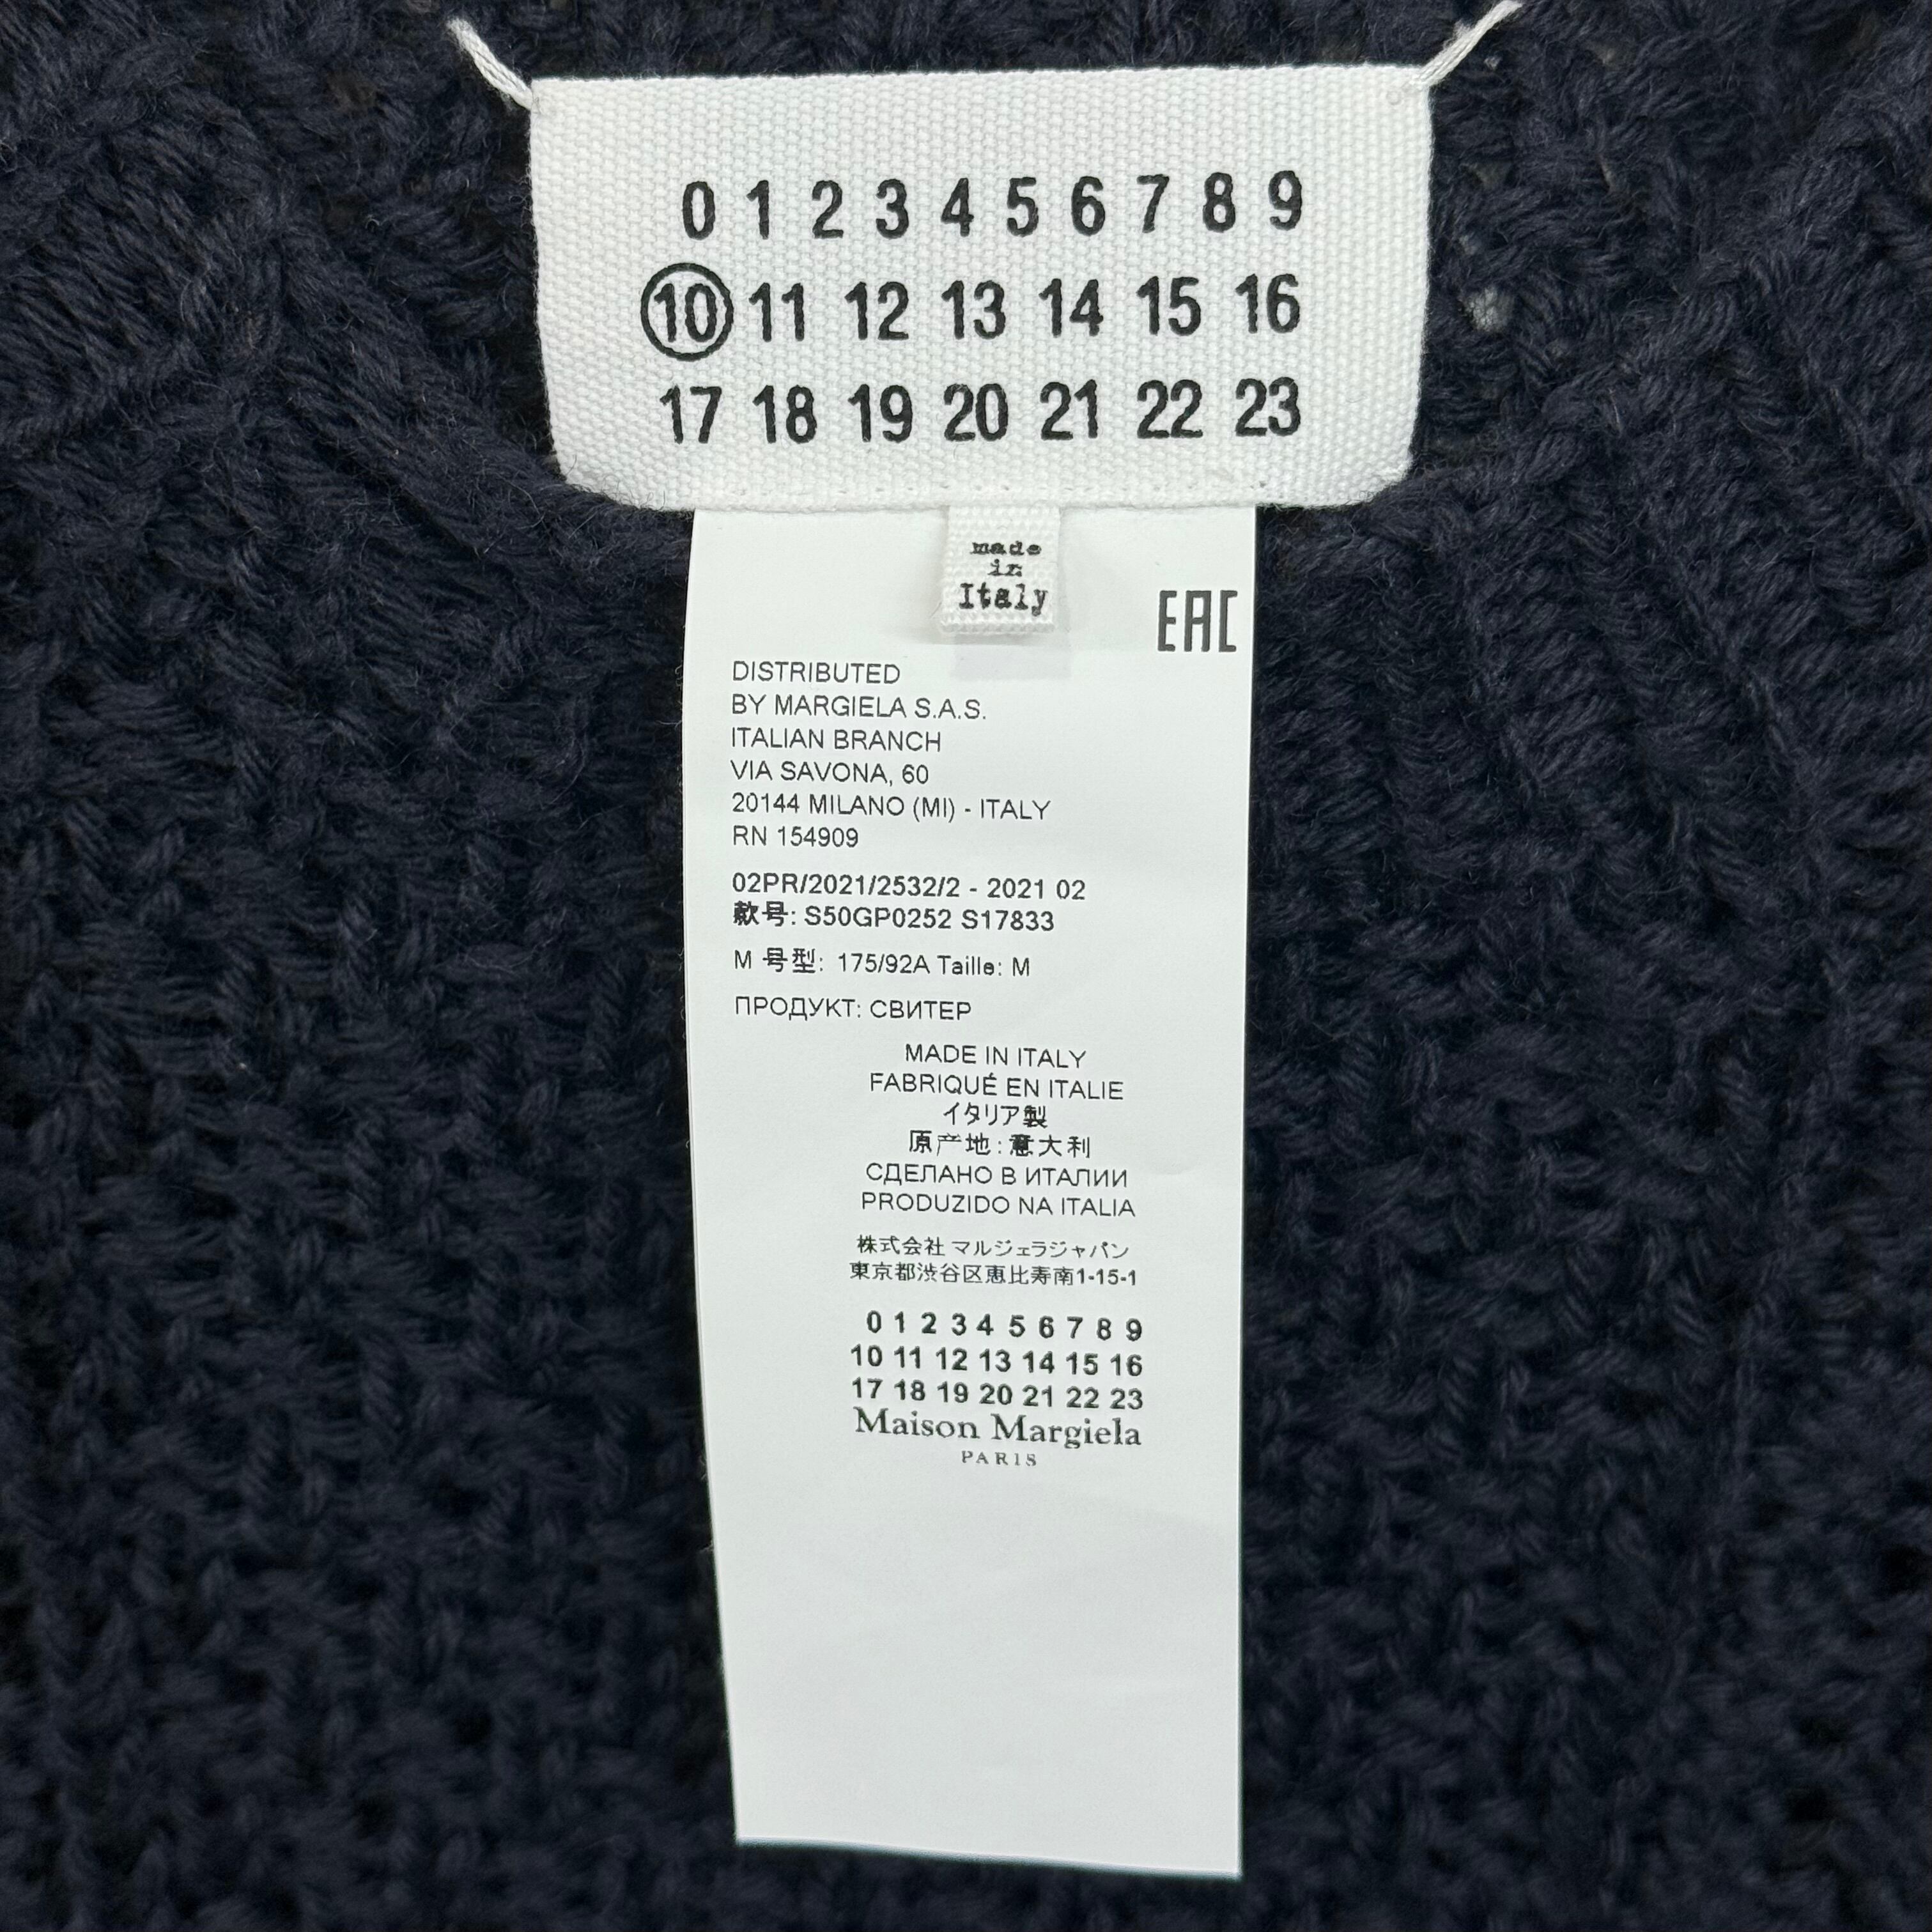 0 1 2 3 4 5 6 7 8 9
10 11 12 13 14 15 16
17 18 19 20 21 22 23
made
in
Italy
EAC
DISTRIBUTED
BY MARGIELA S.A.S.
ITALIAN BRANCH
VIA SAVONA, 60
20144 MILANO (MI) - ITALY
RN 154909
02PR/2021/2532/2 - 2021 02
款号: S50GP0252 S17833
M 号型: 175/92A Taille: M
ПРОДУКТ: СВИТЕР
MADE IN ITALY
FABRIQUÉ EN ITALIE
イタリア製
原产地:意大利
СДЕЛАНО В ИТАЛИИ
PRODUZIDO NA ITALIA
株式会社 マルジェラジャパン
東京都渋谷区恵比寿南1-15-1
0 1 2 3 4 5 6 7 8 9
10 11 12 13 14 15 16
17 18 19 20 21 22 23
Maison Margiela
PARIS